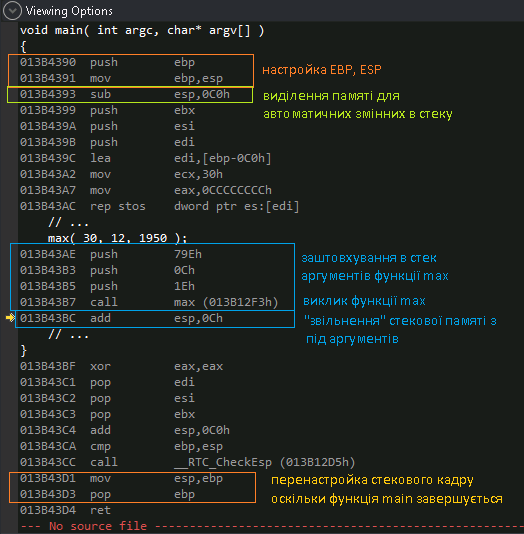 Viewing Options
void main( int argc, char* argv[] )
{
013B4390 push ebp
013B4391 mov ebp,esp
настройка EBP, ESP
013B4393 sub esp,0C0h
виділення памяті для
автоматичних змінних в стеку
013B4399 push ebx
013B439A push esi
013B439B push edi
013B439C lea edi,[ebp-0C0h]
013B43A2 mov ecx,30h
013B43A7 mov eax,0CCCCCCCCh
013B43AC rep stos dword ptr es:[edi]
// ...
max( 30, 12, 1950 );
013B43AE push 79Eh
013B43B3 push 0Ch
013B43B5 push 1Eh
013B43B7 call max (013B12F3h)
заштовхування в стек
аргументів функції max
виклик функції max
013B43BC add esp,0Ch
"звільнення" стекової памяті з
під аргументів
// ...
}
013B43BF xor eax,eax
013B43C1 pop edi
013B43C2 pop esi
013B43C3 pop ebx
013B43C4 add esp,0C0h
013B43CA cmp ebp,esp
013B43CC call __RTC_CheckEsp (013B12D5h)
013B43D1 mov esp,ebp
013B43D3 pop ebp
перенастройка стекового кадру
оскільки функція main завершується
013B43D4 ret
--- No source file ---